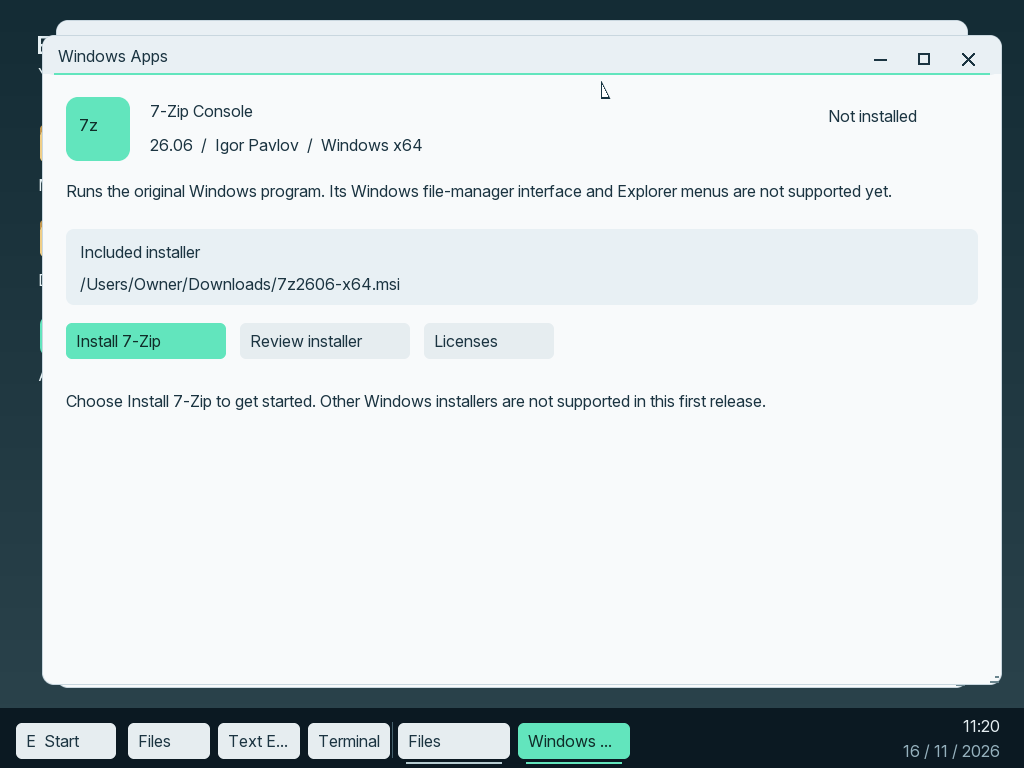 Windows Apps
7z
7-Zip Console
Not installed
26.06 / Igor Pavlov / Windows x64
Runs the original Windows program. Its Windows file-manager interface and Explorer menus are not supported yet.
Included installer
/Users/Owner/Downloads/7z2606-x64.msi
Install 7-Zip
Review installer
Licenses
Choose Install 7-Zip to get started. Other Windows installers are not supported in this first release.
E Start
Files
Text E...
Terminal
Files
Windows ...
11:20
16 / 11 / 2026